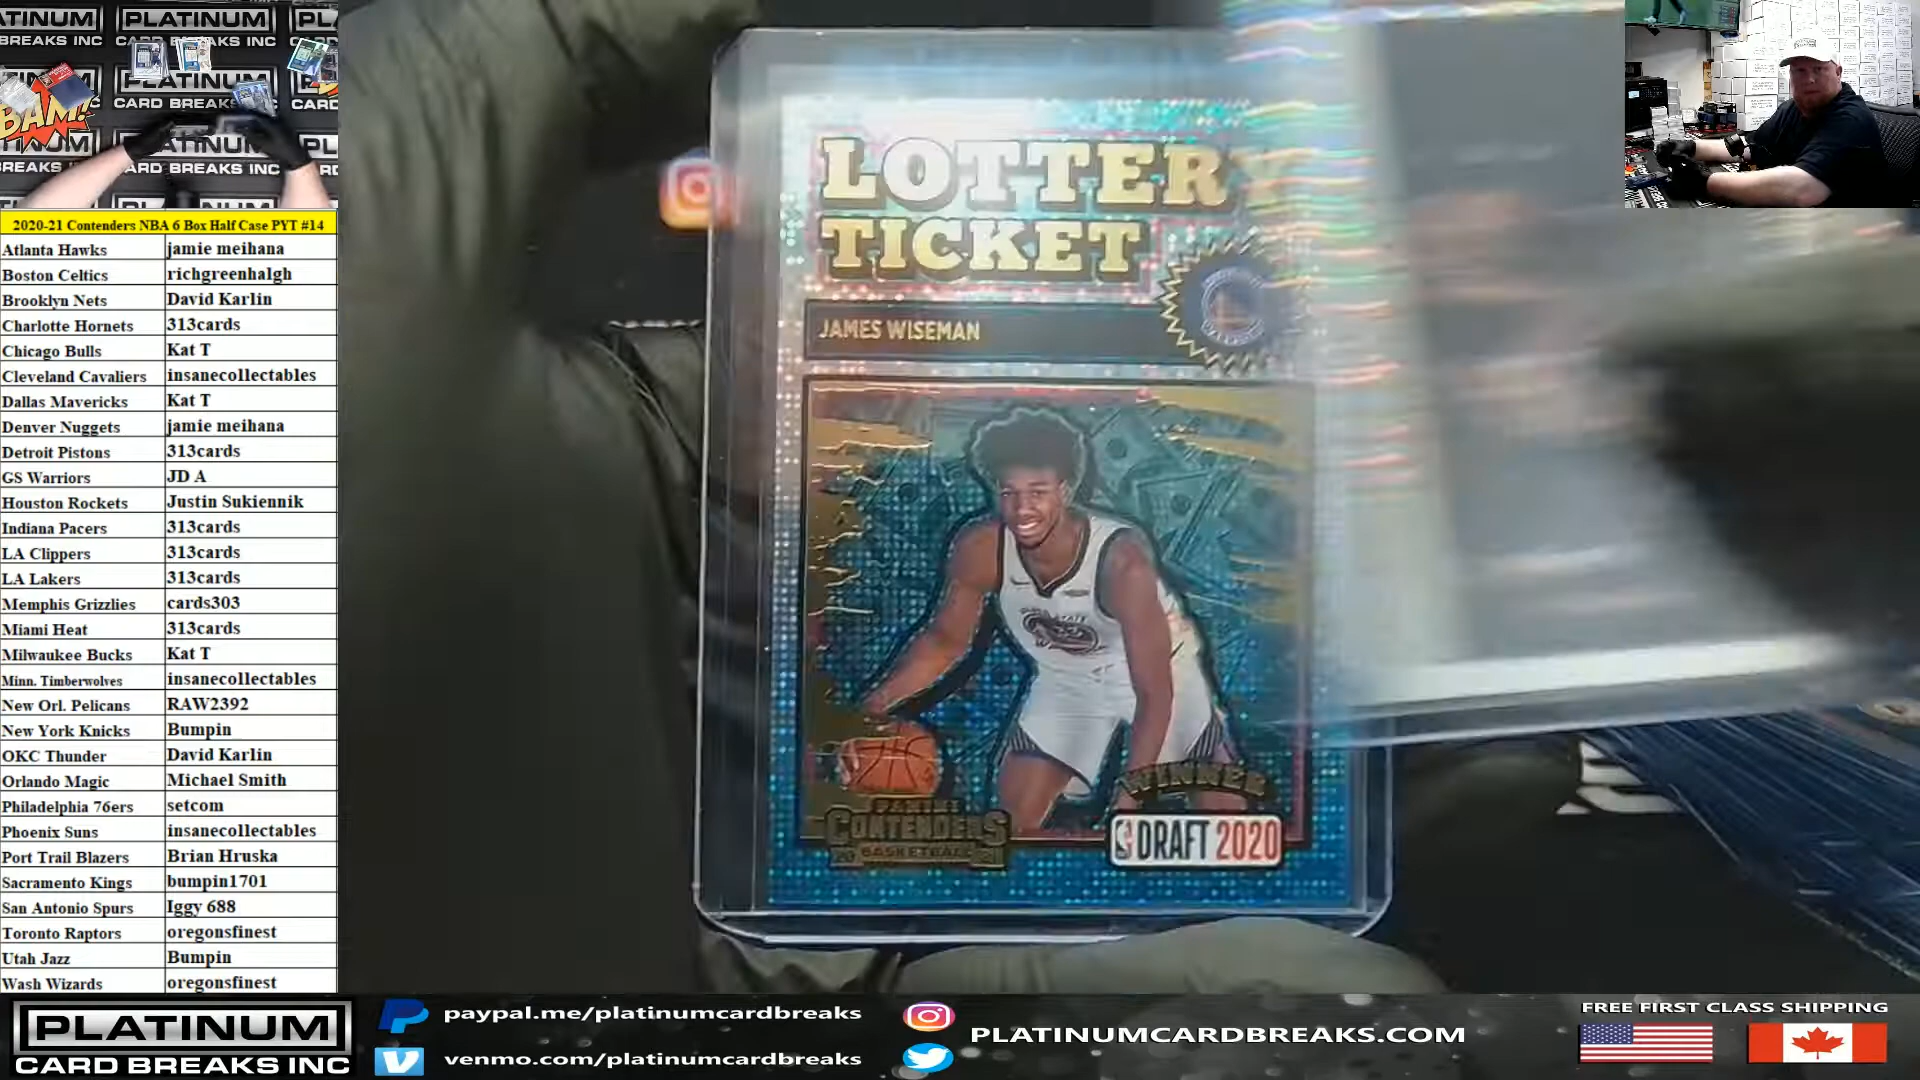 PLATINUM
CARD BREAKS
BAM!
2020-21 Contenders NBA 6 Box Half Case PYT #14
Atlanta Hawks jamie meihana
Boston Celtics richgreenhalgh
Brooklyn Nets David Karlin
Charlotte Hornets 313cards
Chicago Bulls Kat T
Cleveland Cavaliers insanecollectables
Dallas Mavericks Kat T
Denver Nuggets jamie meihana
Detroit Pistons 313cards
GS Warriors JD A
Houston Rockets Justin Sukiennik
Indiana Pacers 313cards
LA Clippers 313cards
LA Lakers 313cards
Memphis Grizzlies cards303
Miami Heat 313cards
Milwaukee Bucks Kat T
Minn. Timberwolves insanecollectables
New Orl. Pelicans RAW2392
New York Knicks Bumpin
OKC Thunder David Karlin
Orlando Magic Michael Smith
Philadelphia 76ers setcom
Phoenix Suns insanecollectables
Port Trail Blazers Brian Hruska
Sacramento Kings bumpin1701
San Antonio Spurs Iggy 688
Toronto Raptors oregonsfinest
Utah Jazz Bumpin
Wash Wizards oregonsfinest
LOTTER
TICKET
JAMES WISEMAN
WINNER
DRAFT 2020
PANINI
CONTENDERS
BASKETBALL
PLATINUM
CARD BREAKS INC
paypal.me/platinumcardbreaks
venmo.com/platinumcardbreaks
PLATINUMCARDBREAKS.COM
FREE FIRST CLASS SHIPPING